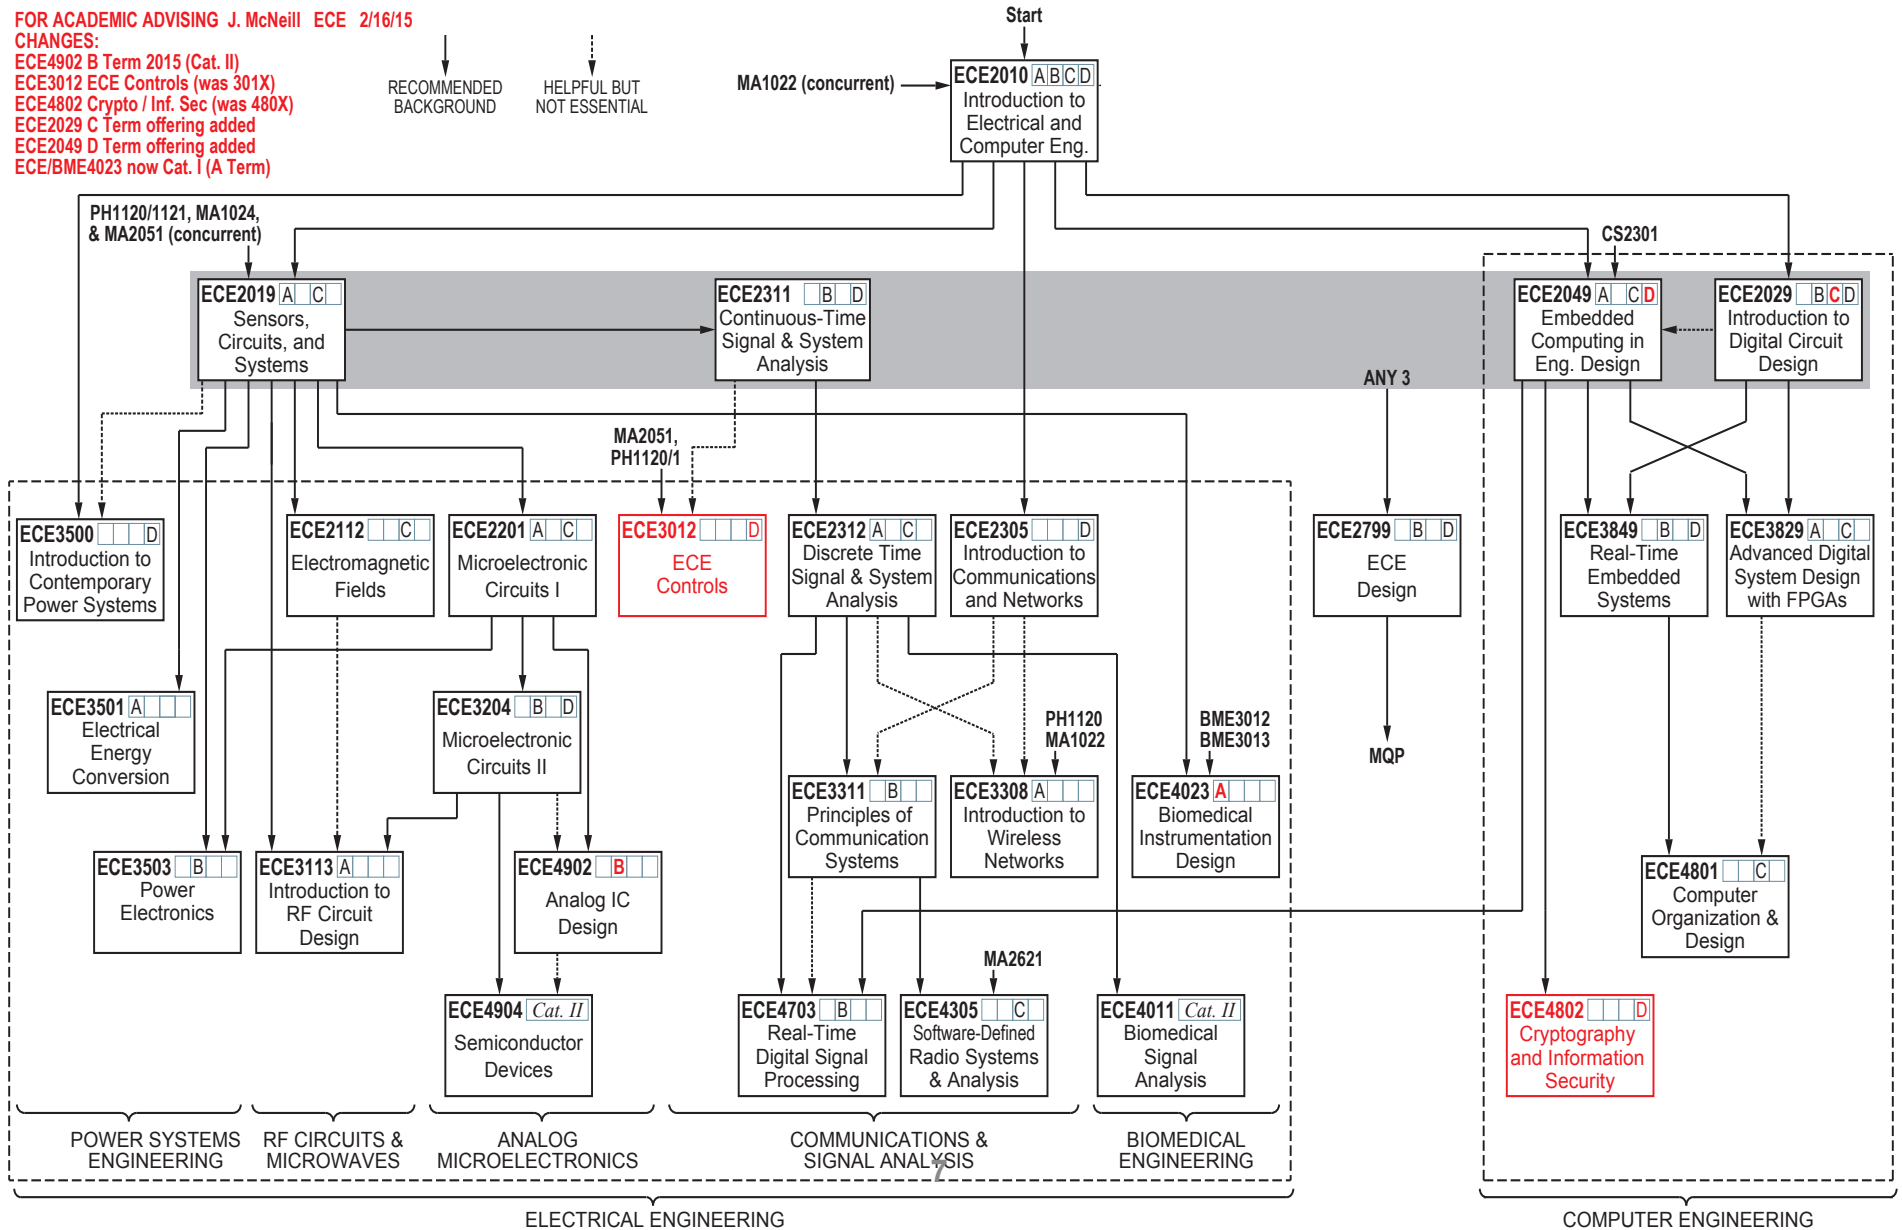 FOR ACADEMIC ADVISING J. McNeill ECE 2/16/15
CHANGES:
ECE4902 B Term 2015 (Cat. II)
ECE3012 ECE Controls (was 301X)
ECE4802 Crypto / Inf. Sec (was 480X)
ECE2029 C Term offering added
ECE2049 D Term offering added
ECE/BME4023 now Cat. I (A Term)
RECOMMENDED
BACKGROUND
HELPFUL BUT
NOT ESSENTIAL
Start
MA1022 (concurrent)
ECE2010 A B C D
Introduction to
Electrical and
Computer Eng.
PH1120/1121, MA1024,
& MA2051 (concurrent)
CS2301
ECE2019 A C
Sensors,
Circuits, and
Systems
ECE2311 B D
Continuous-Time
Signal & System
Analysis
ECE2049 A C D
Embedded
Computing in
Eng. Design
ECE2029 B C D
Introduction to
Digital Circuit
Design
ANY 3
MA2051,
PH1120/1
ECE3500 D
Introduction to
Contemporary
Power Systems
ECE2112 C
Electromagnetic
Fields
ECE2201 A C
Microelectronic
Circuits I
ECE3012 D
ECE
Controls
ECE2312 A C
Discrete Time
Signal & System
Analysis
ECE2305 D
Introduction to
Communications
and Networks
ECE2799 B D
ECE
Design
ECE3849 B D
Real-Time
Embedded
Systems
ECE3829 A C
Advanced Digital
System Design
with FPGAs
ECE3501 A
Electrical
Energy
Conversion
ECE3204 B D
Microelectronic
Circuits II
PH1120
MA1022
BME3012
BME3013
MQP
ECE3311 B
Principles of
Communication
Systems
ECE3308 A
Introduction to
Wireless
Networks
ECE4023 A
Biomedical
Instrumentation
Design
ECE3503 B
Power
Electronics
ECE3113 A
Introduction to
RF Circuit
Design
ECE4902 B
Analog IC
Design
ECE4801 C
Computer
Organization &
Design
MA2621
ECE4904 Cat. II
Semiconductor
Devices
ECE4703 B
Real-Time
Digital Signal
Processing
ECE4305 C
Software-Defined
Radio Systems
& Analysis
ECE4011 Cat. II
Biomedical
Signal
Analysis
ECE4802 D
Cryptography
and Information
Security
POWER SYSTEMS
ENGINEERING
RF CIRCUITS &
MICROWAVES
ANALOG
MICROELECTRONICS
COMMUNICATIONS &
SIGNAL ANALYSIS
BIOMEDICAL
ENGINEERING
7
ELECTRICAL ENGINEERING
COMPUTER ENGINEERING